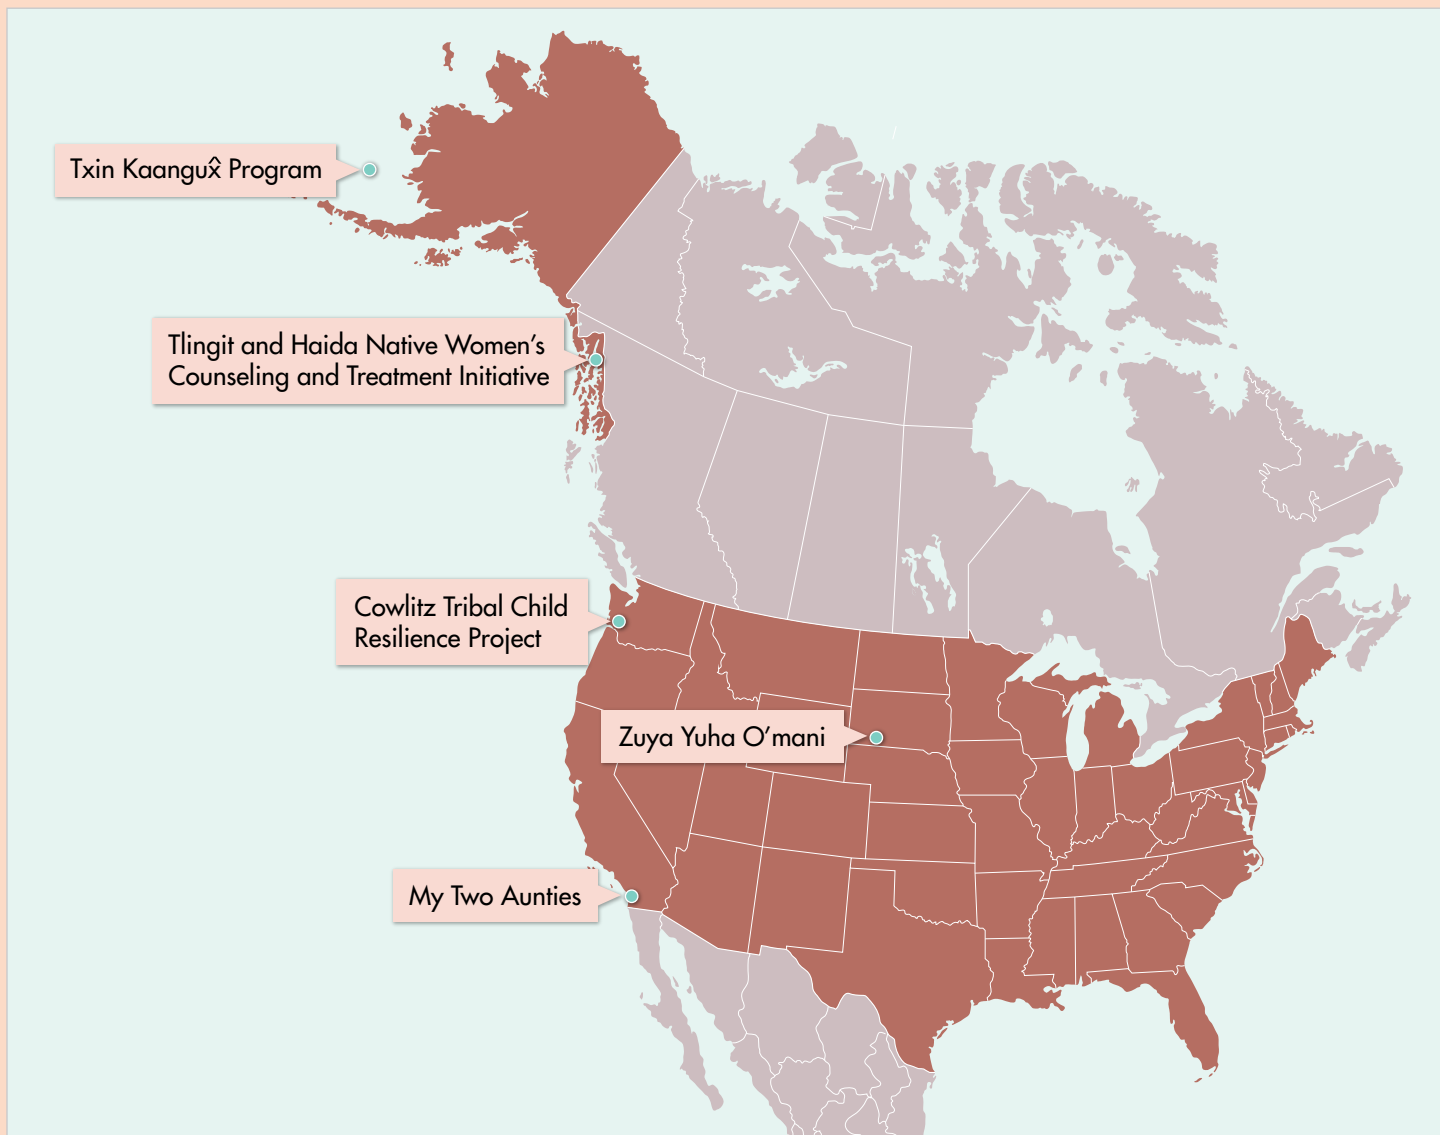 Txin Kaangux̂ Program
Tlingit and Haida Native Women’s
Counseling and Treatment Initiative
Cowlitz Tribal Child
Resilience Project
Zuya Yuha O’mani
My Two Aunties